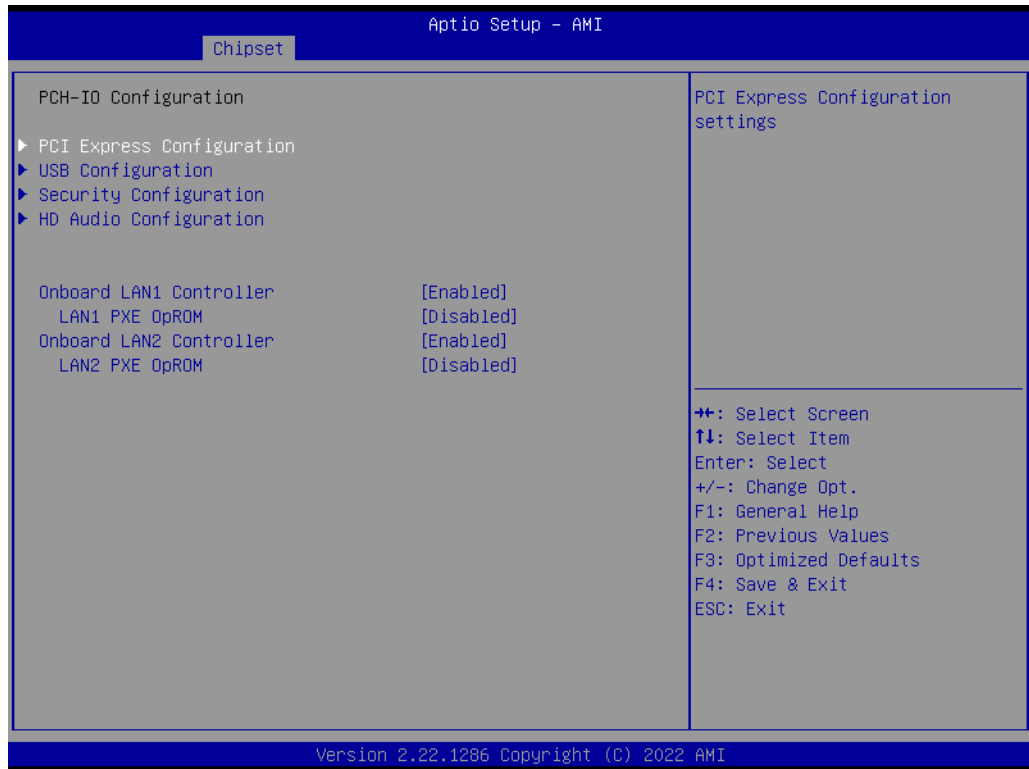 Aptio Setup – AMI
Chipset
PCH-IO Configuration
▶ PCI Express Configuration
▶ USB Configuration
▶ Security Configuration
▶ HD Audio Configuration
Onboard LAN1 Controller [Enabled]
LAN1 PXE OpROM [Disabled]
Onboard LAN2 Controller [Enabled]
LAN2 PXE OpROM [Disabled]
PCI Express Configuration
settings
→←: Select Screen
↑↓: Select Item
Enter: Select
+/-: Change Opt.
F1: General Help
F2: Previous Values
F3: Optimized Defaults
F4: Save & Exit
ESC: Exit
Version 2.22.1286 Copyright (C) 2022 AMI